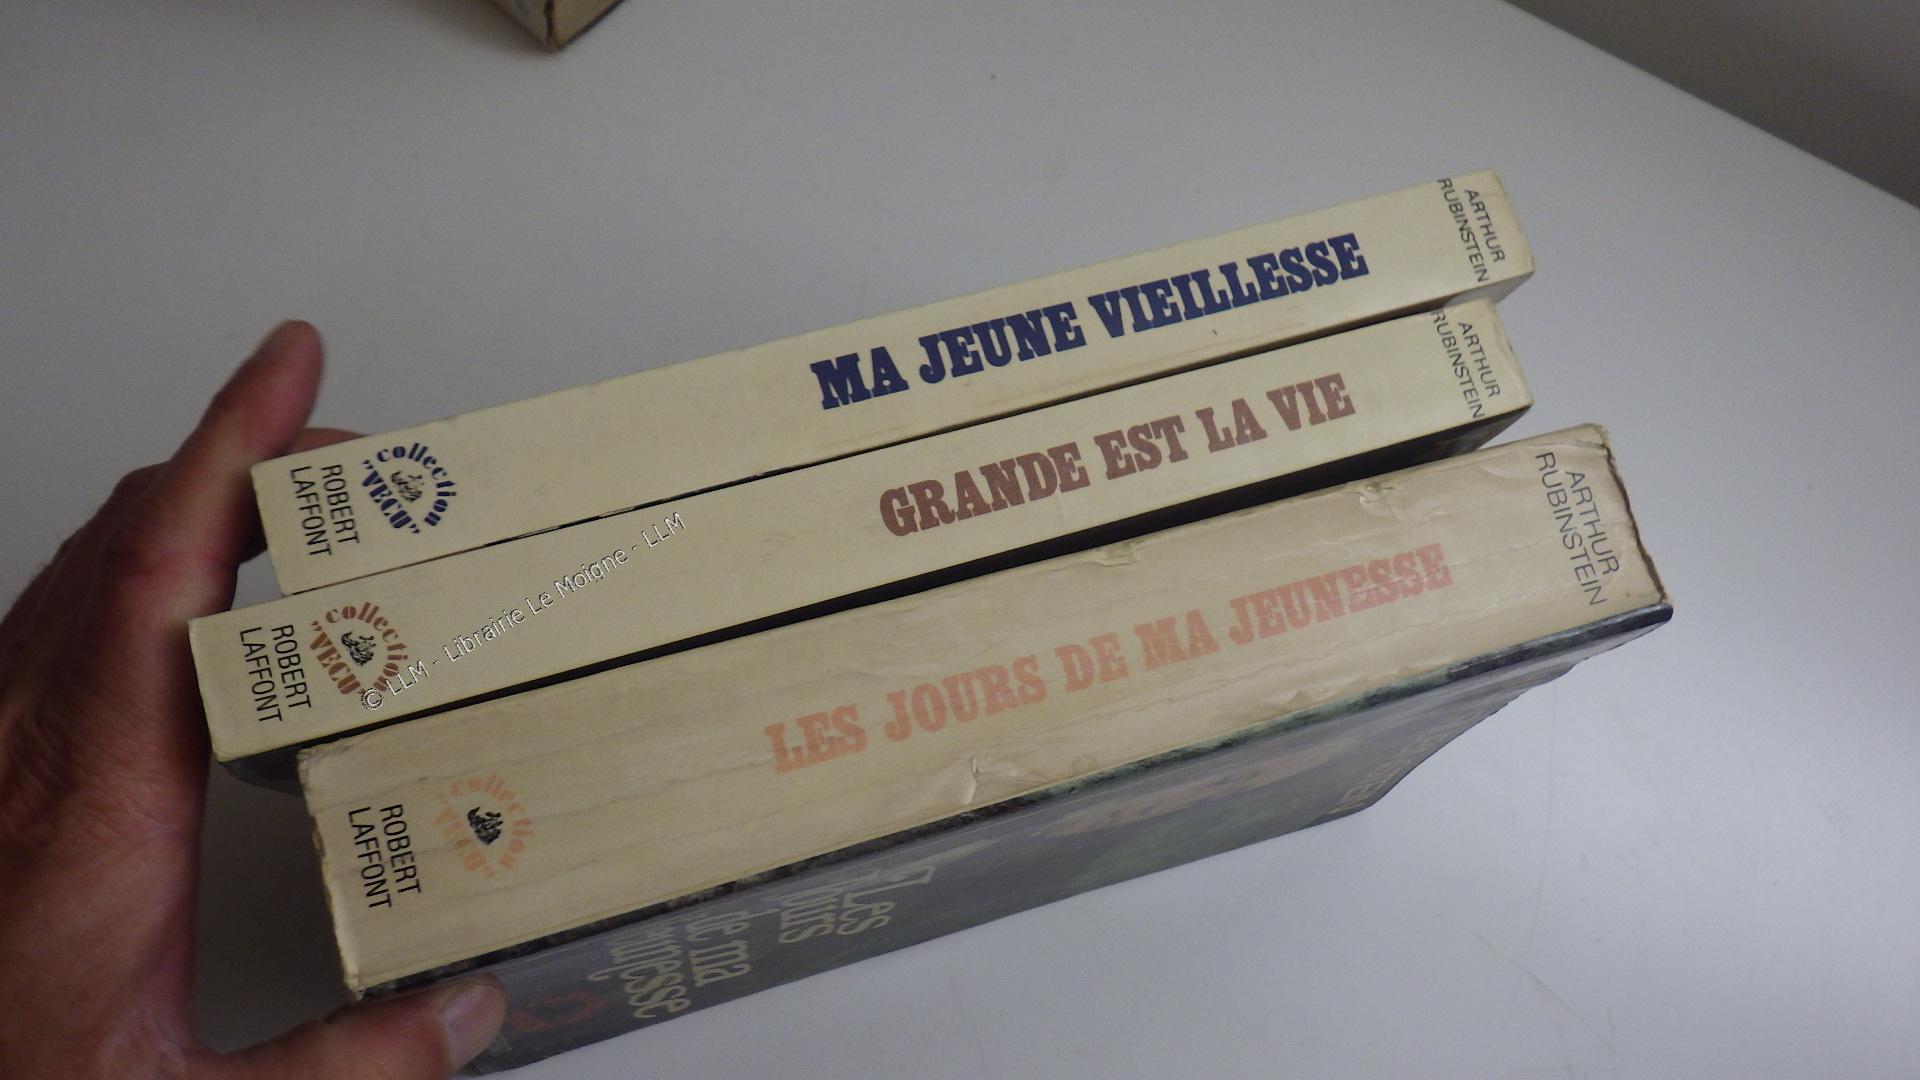 ARTHUR
RUBINSTEIN
MA JEUNE VIEILLESSE
collection
"VECU"
ROBERT
LAFFONT
ARTHUR
RUBINSTEIN
GRANDE EST LA VIE
collection
"VECU"
ROBERT
LAFFONT
© LLM - Librairie Le Moigne - LLM
ARTHUR
RUBINSTEIN
LES JOURS DE MA JEUNESSE
collection
"VECU"
ROBERT
LAFFONT
Les
jours
de ma
jeunesse